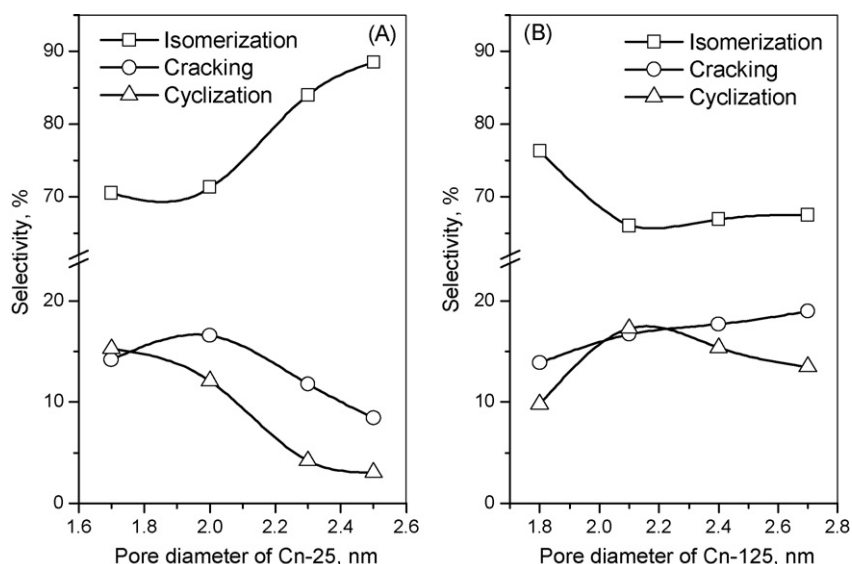 Selectivity, %
90
80
70
20
10
0
Isomerization
Cracking
Cyclization
(A)
1.6
1.8
2.0
2.2
2.4
2.6
Pore diameter of Cn-25, nm
Selectivity, %
90
80
70
20
10
0
(B)
Isomerization
Cracking
Cyclization
1.8
2.0
2.2
2.4
2.6
2.8
Pore diameter of Cn-125, nm